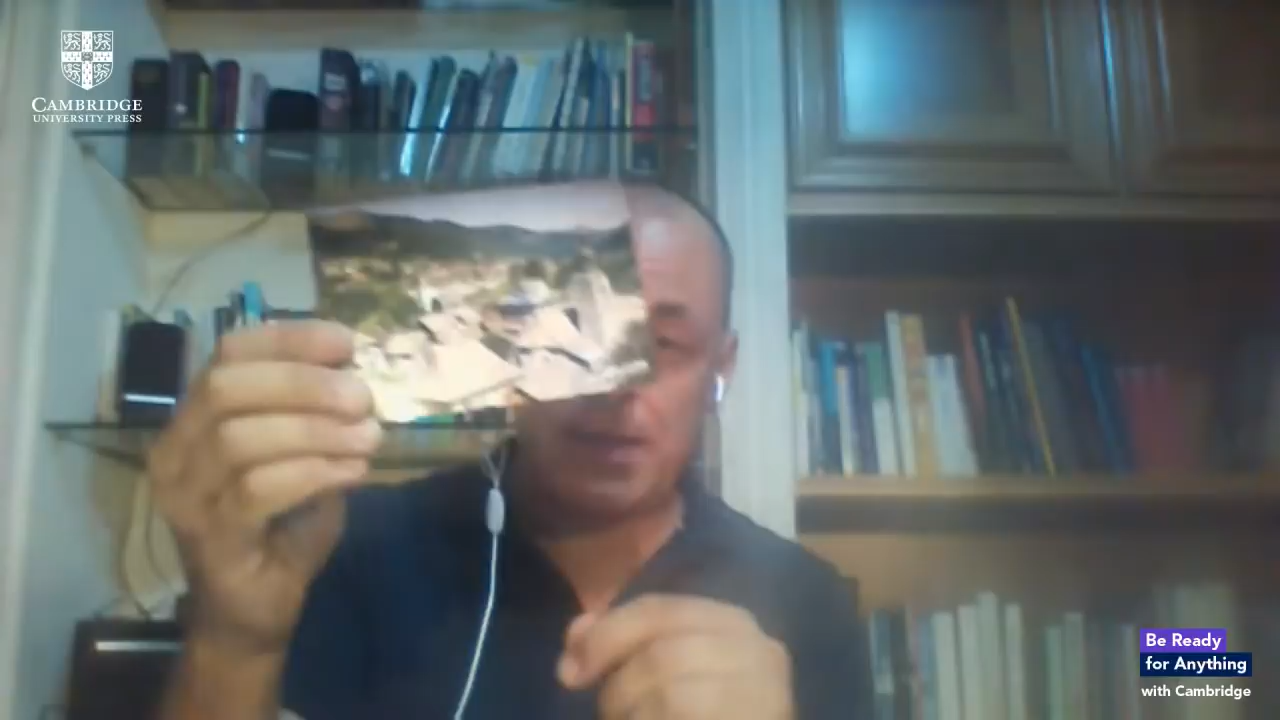 CAMBRIDGE
UNIVERSITY PRESS
Be Ready
for Anything
with Cambridge